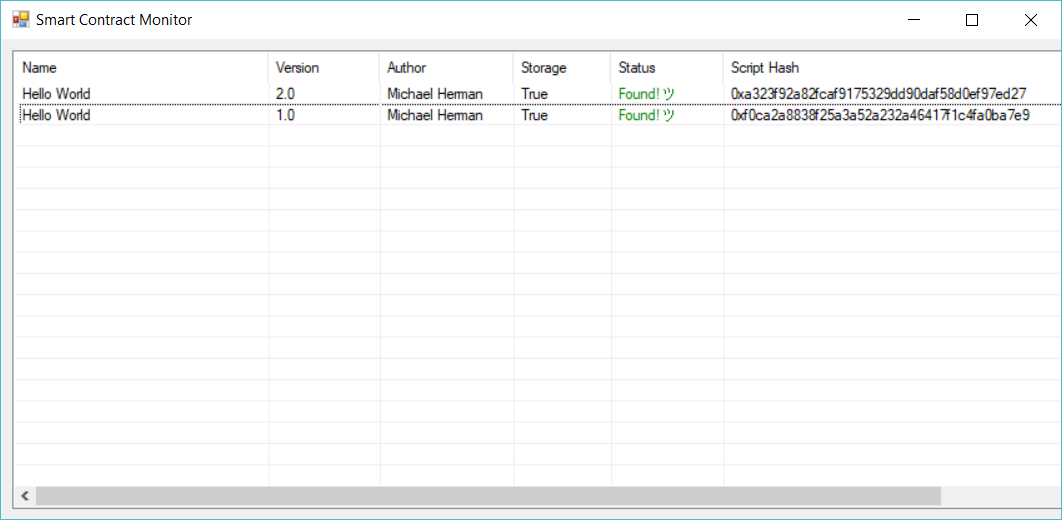 Smart Contract Monitor
Name Version Author Storage Status Script Hash
Hello World 2.0 Michael Herman True Found! ツ 0xa323f92a82fcaf9175329dd90daf58d0ef97ed27
Hello World 1.0 Michael Herman True Found! ツ 0xf0ca2a8838f25a3a52a232a46417f1c4fa0ba7e9